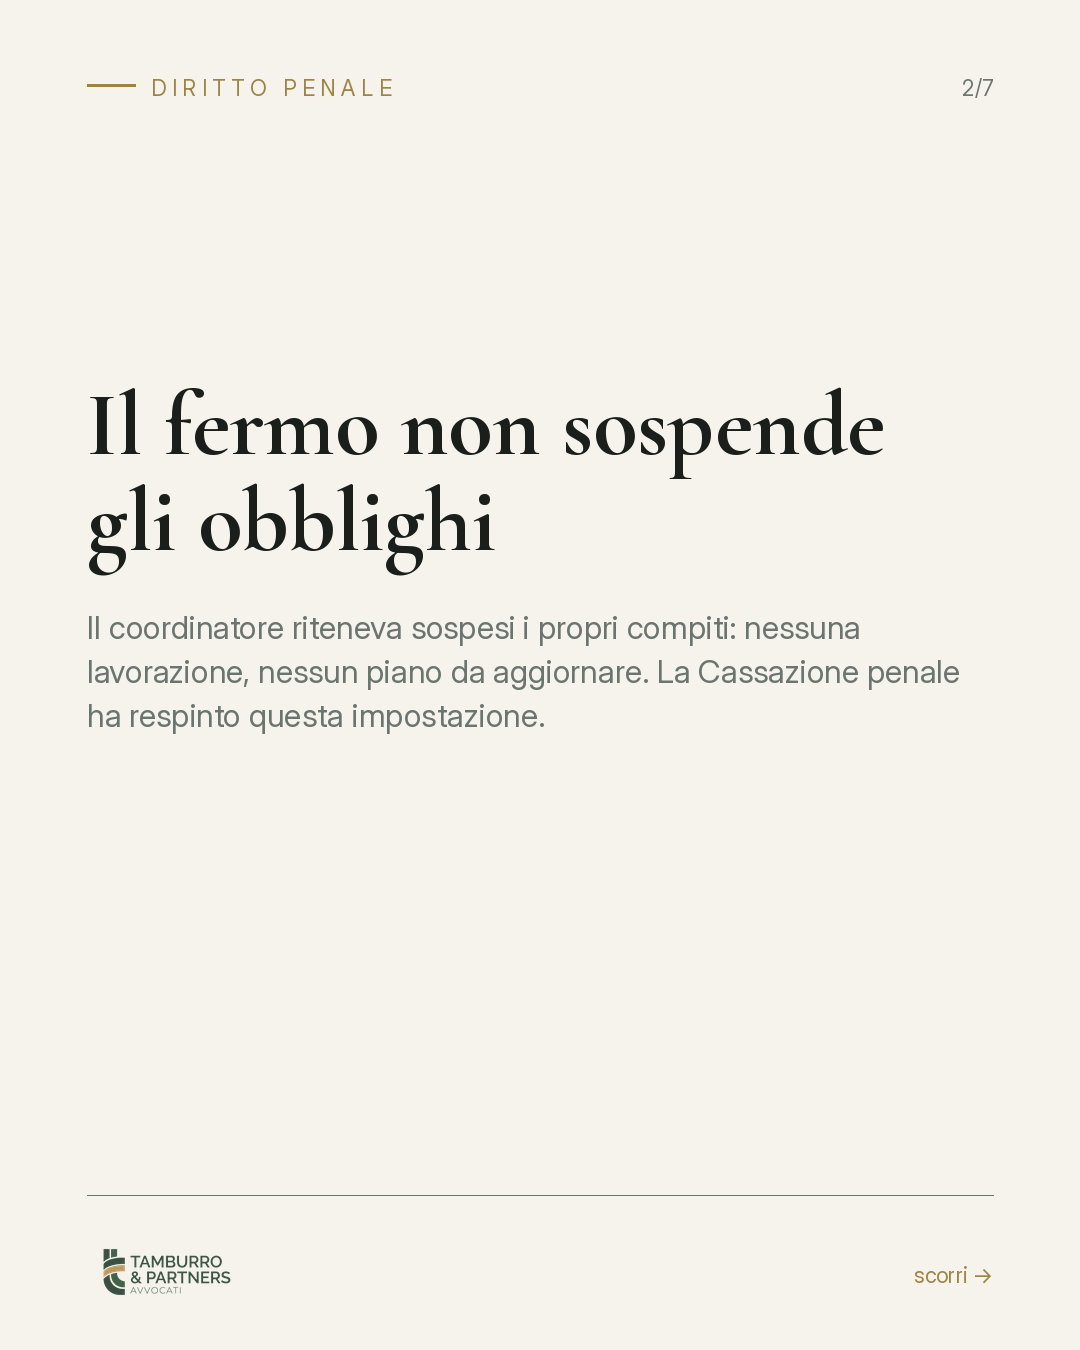 DIRITTO PENALE
2/7
Il fermo non sospende
gli obblighi
Il coordinatore riteneva sospesi i propri compiti: nessuna
lavorazione, nessun piano da aggiornare. La Cassazione penale
ha respinto questa impostazione.
TAMBURRO
& PARTNERS
AVVOCATI
scorri →